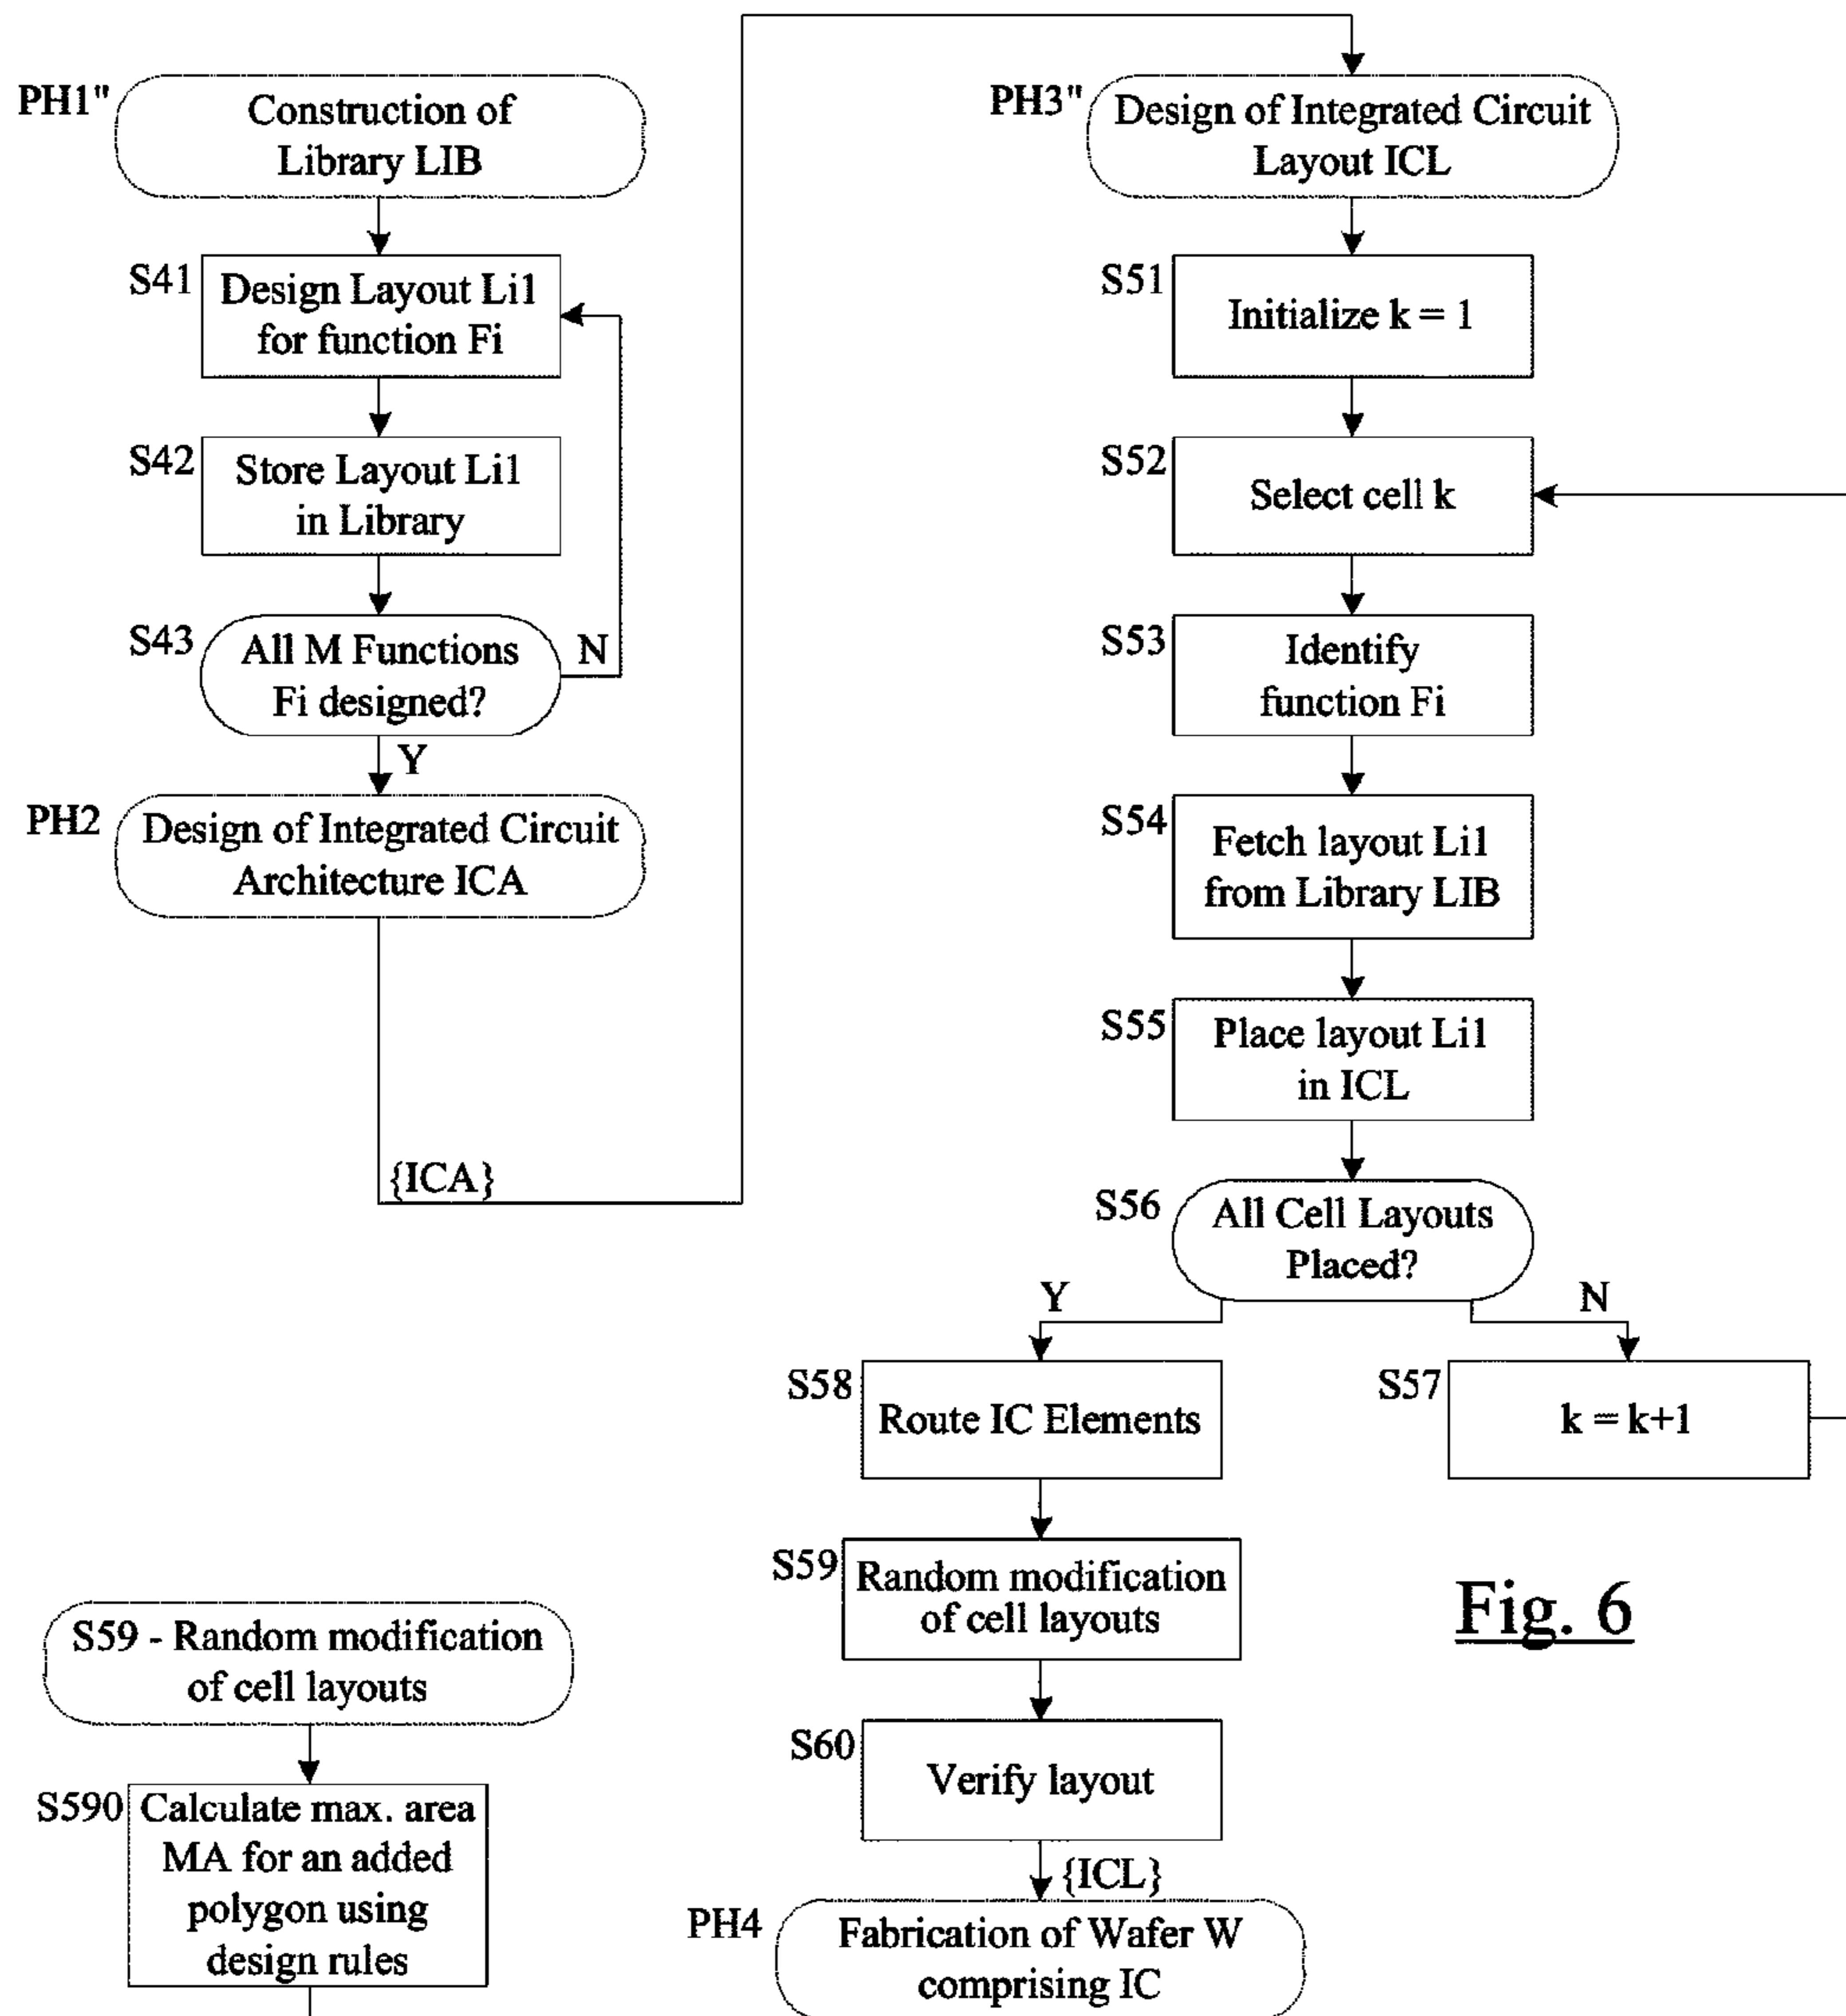 PH1"
Construction of
Library LIB
S41
Design Layout Li1
for function Fi
S42
Store Layout Li1
in Library
S43
All M Functions
Fi designed?
N
Y
PH2
Design of Integrated Circuit
Architecture ICA
{ICA}
PH3"
Design of Integrated Circuit
Layout ICL
S51
Initialize k = 1
S52
Select cell k
S53
Identify
function Fi
S54
Fetch layout Li1
from Library LIB
S55
Place layout Li1
in ICL
S56
All Cell Layouts
Placed?
Y
N
S58
Route IC Elements
S57
k = k+1
S59
Random modification
of cell layouts
S60
Verify layout
{ICL}
PH4
Fabrication of Wafer W
comprising IC
S59 - Random modification
of cell layouts
S590
Calculate max. area
MA for an added
polygon using
design rules
Fig. 6